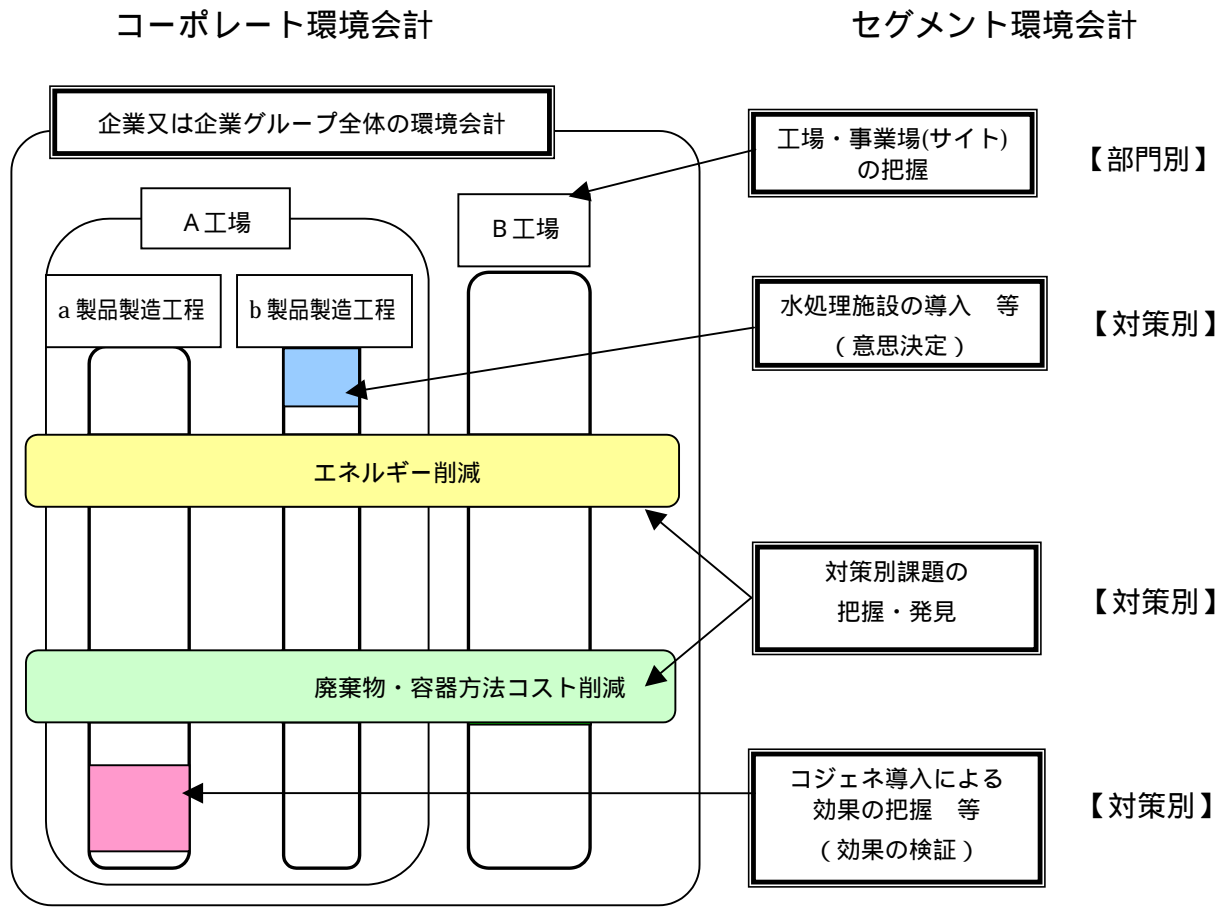 コーポレート環境会計
セグメント環境会計
企業又は企業グループ全体の環境会計
工場・事業場(サイト)
の把握
【部門別】
A工場
B工場
a 製品製造工程
b 製品製造工程
水処理施設の導入　等
（意思決定）
【対策別】
エネルギー削減
対策別課題の
把握・発見
【対策別】
廃棄物・容器方法コスト削減
コジェネ導入による
効果の把握　等
（効果の検証）
【対策別】